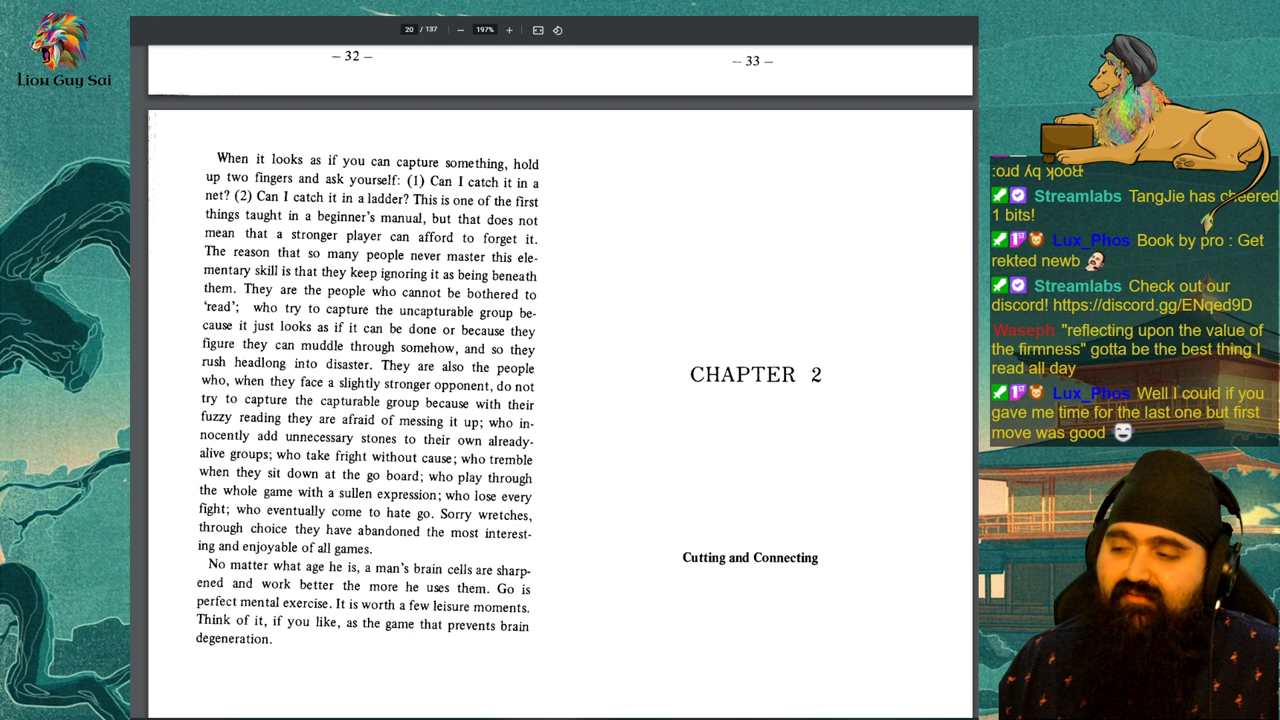 Lion Guy Sai
20 / 137
197%
– 32 –
– 33 –
When it looks as if you can capture something, hold
up two fingers and ask yourself: (1) Can I catch it in a
net? (2) Can I catch it in a ladder? This is one of the first
things taught in a beginner's manual, but that does not
mean that a stronger player can afford to forget it.
The reason that so many people never master this ele-
mentary skill is that they keep ignoring it as being beneath
them. They are the people who cannot be bothered to
'read'; who try to capture the uncapturable group be-
cause it just looks as if it can be done or because they
figure they can muddle through somehow, and so they
rush headlong into disaster. They are also the people
who, when they face a slightly stronger opponent, do not
try to capture the capturable group because with their
fuzzy reading they are afraid of messing it up; who in-
nocently add unnecessary stones to their own already-
alive groups; who take fright without cause; who tremble
when they sit down at the go board; who play through
the whole game with a sullen expression; who lose every
fight; who eventually come to hate go. Sorry wretches,
through choice they have abandoned the most interest-
ing and enjoyable of all games.
No matter what age he is, a man's brain cells are sharp-
ened and work better the more he uses them. Go is
perfect mental exercise. It is worth a few leisure moments.
Think of it, if you like, as the game that prevents brain
degeneration.
CHAPTER 2
Cutting and Connecting
Book by pro:
Streamlabs TangJie has cheered
1 bits!
Lux_Phos Book by pro : Get
rekted newb
Streamlabs Check out our
discord! https://discord.gg/ENqed9D
Waseph "reflecting upon the value of
the firmness" gotta be the best thing I
read all day
Lux_Phos Well I could if you
gave me time for the last one but first
move was good